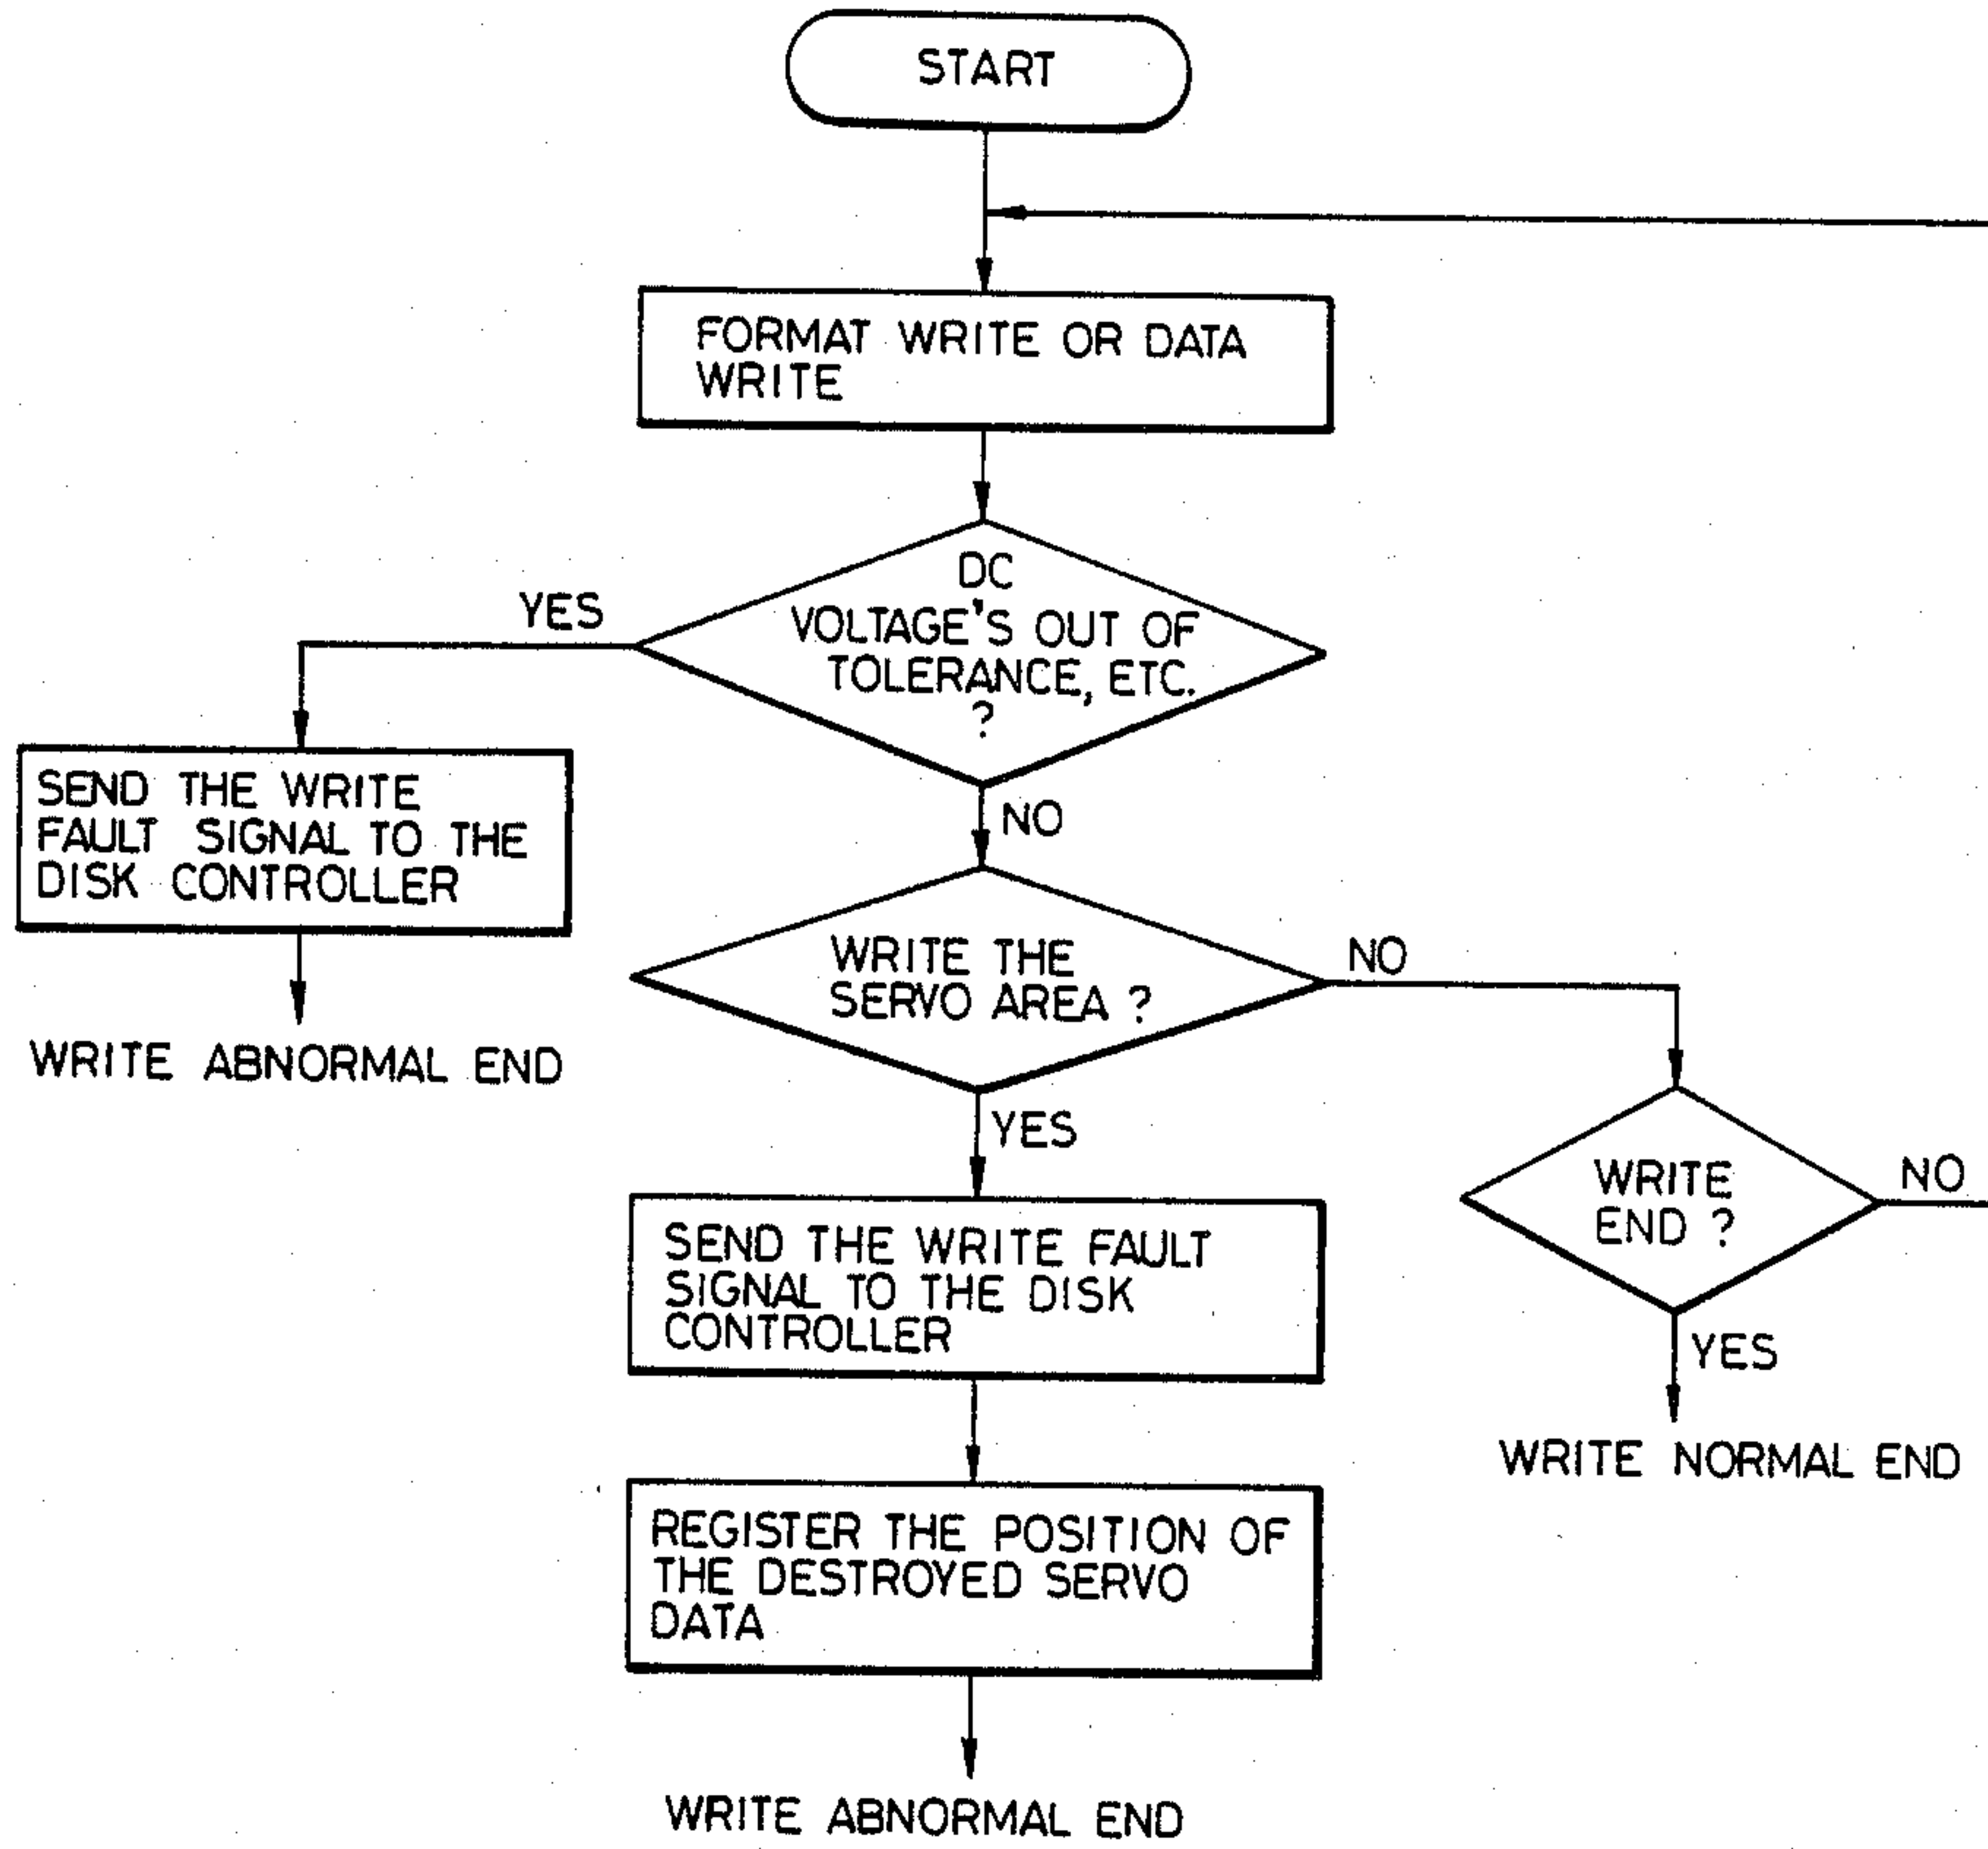 START
FORMAT WRITE OR DATA
WRITE
DC
VOLTAGE'S OUT OF
TOLERANCE, ETC.
?
YES
NO
SEND THE WRITE
FAULT SIGNAL TO THE
DISK CONTROLLER
WRITE ABNORMAL END
WRITE THE
SERVO AREA ?
NO
YES
WRITE
END ?
NO
YES
WRITE NORMAL END
SEND THE WRITE FAULT
SIGNAL TO THE DISK
CONTROLLER
REGISTER THE POSITION OF
THE DESTROYED SERVO
DATA
WRITE ABNORMAL END